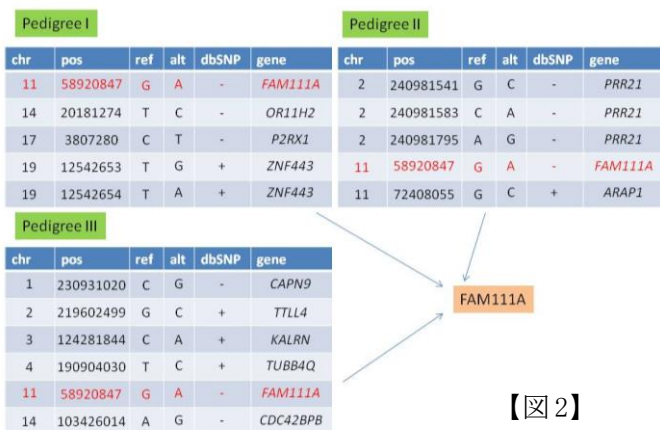 Pedigree I
chr pos ref alt dbSNP gene
11 58920847 G A - FAM111A
14 20181274 T C - OR11H2
17 3807280 C T - P2RX1
19 12542653 T G + ZNF443
19 12542654 T A + ZNF443
Pedigree II
chr pos ref alt dbSNP gene
2 240981541 G C - PRR21
2 240981583 C A - PRR21
2 240981795 A G - PRR21
11 58920847 G A - FAM111A
11 72408055 G C + ARAP1
Pedigree III
chr pos ref alt dbSNP gene
1 230931020 C G - CAPN9
2 219602499 G C + TTLL4
3 124281844 C A + KALRN
4 190904030 T C + TUBB4Q
11 58920847 G A - FAM111A
14 103426014 A G - CDC42BPB
FAM111A
【図2】